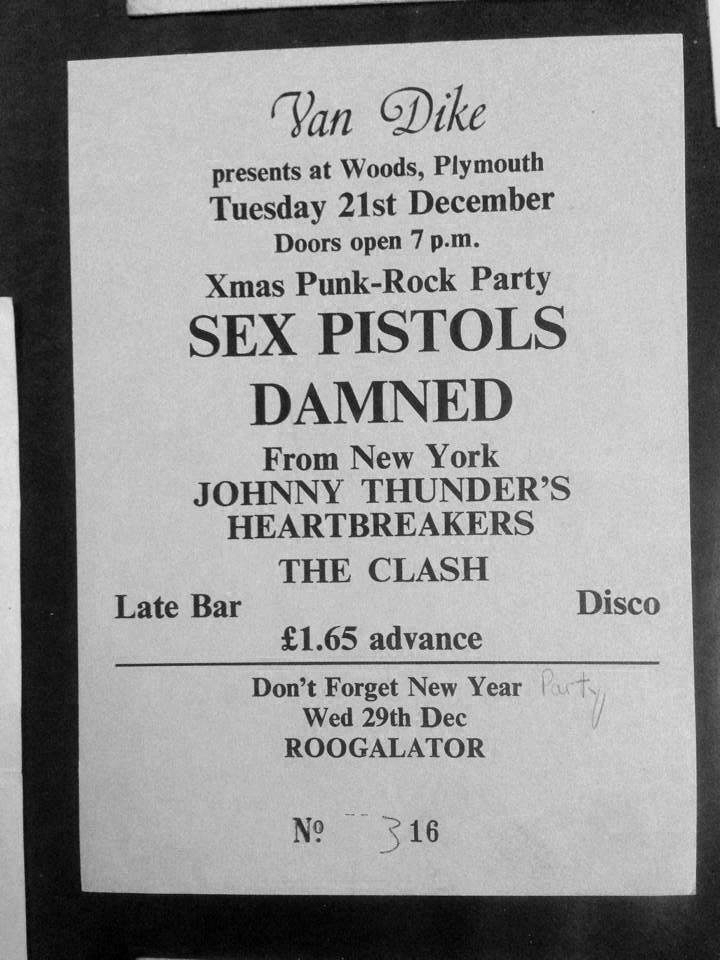 Van Dike
presents at Woods, Plymouth
Tuesday 21st December
Doors open 7 p.m.
Xmas Punk-Rock Party
SEX PISTOLS
DAMNED
From New York
JOHNNY THUNDER'S
HEARTBREAKERS
THE CLASH
Late Bar Disco
£1.65 advance
Don't Forget New Year Party
Wed 29th Dec
ROOGALATOR
Nº 316